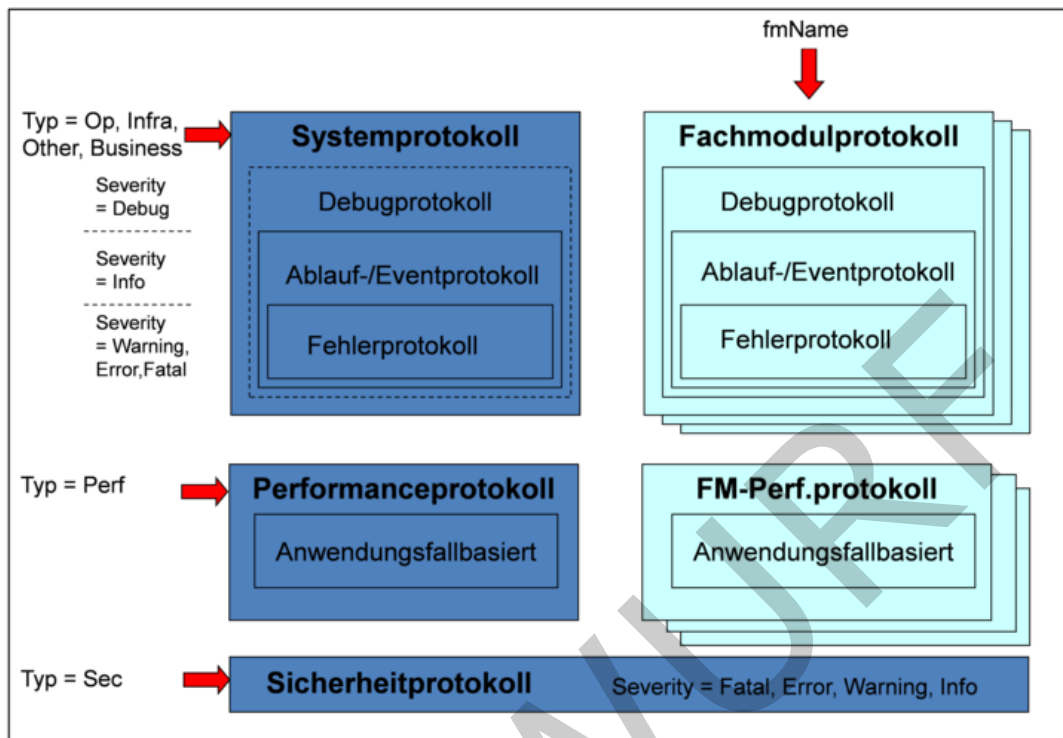 fmName
Typ = Op, Infra,
Other, Business
Severity
= Debug
Severity
= Info
Severity
= Warning,
Error,Fatal
Systemprotokoll
Debugprotokoll
Ablauf-/Eventprotokoll
Fehlerprotokoll
Fachmodulprotokoll
Debugprotokoll
Ablauf-/Eventprotokoll
Fehlerprotokoll
Typ = Perf
Performanceprotokoll
Anwendungsfallbasiert
FM-Perf.protokoll
Anwendungsfallbasiert
Typ = Sec
Sicherheitprotokoll
Severity = Fatal, Error, Warning, Info
WURF